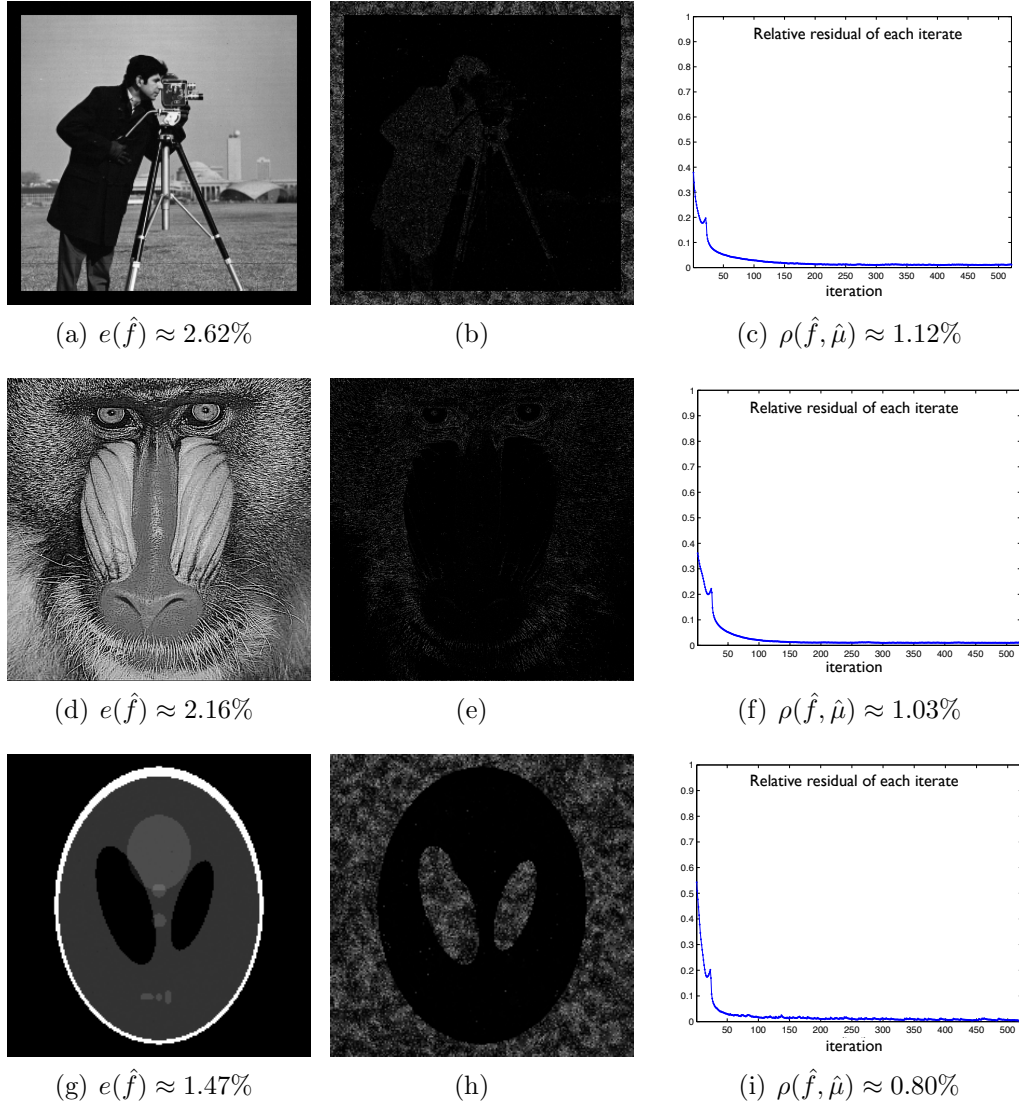 Relative residual of each iterate
1
0.9
0.8
0.7
0.6
0.5
0.4
0.3
0.2
0.1
0
50 100 150 200 250 300 350 400 450 500
iteration
(a) e(f̂) ≈ 2.62%
(b)
(c) ρ(f̂, μ̂) ≈ 1.12%
Relative residual of each iterate
1
0.9
0.8
0.7
0.6
0.5
0.4
0.3
0.2
0.1
0
50 100 150 200 250 300 350 400 450 500
iteration
(d) e(f̂) ≈ 2.16%
(e)
(f) ρ(f̂, μ̂) ≈ 1.03%
Relative residual of each iterate
1
0.9
0.8
0.7
0.6
0.5
0.4
0.3
0.2
0.1
0
50 100 150 200 250 300 350 400 450 500
iteration
(g) e(f̂) ≈ 1.47%
(h)
(i) ρ(f̂, μ̂) ≈ 0.80%